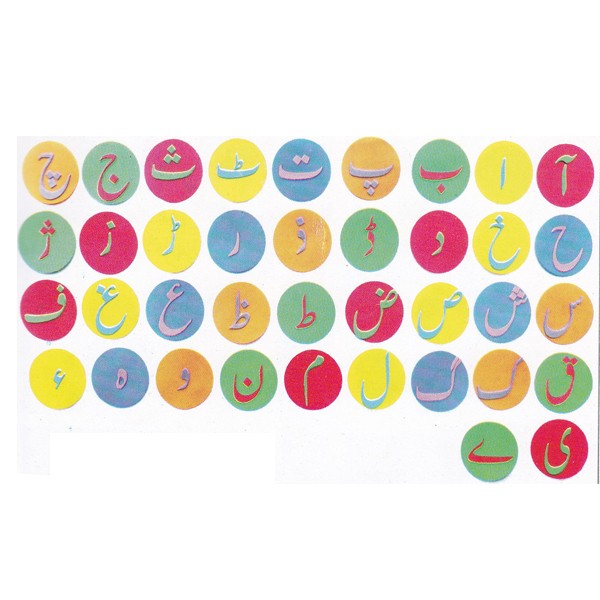 آ ا ب پ ت ٹ ث ج چ
ح خ د ڈ ذ ر ڑ ز ژ
س ش ص ض ط ظ ع غ ف
ق ک گ ل م ن و ہ ء
ی ے